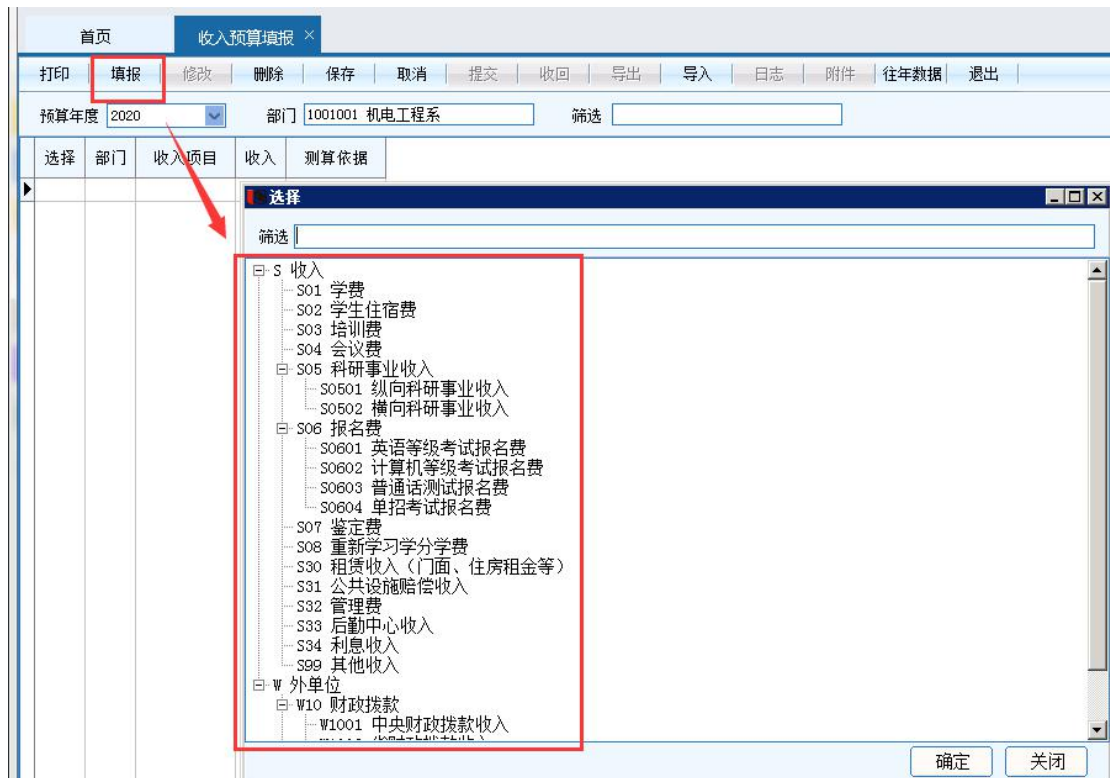 首页 收入预算填报 ×
打印 填报 修改 删除 保存 取消 提交 收回 导出 导入 日志 附件 往年数据 退出
预算年度 2020 部门 1001001 机电工程系 筛选
选择 部门 收入项目 收入 测算依据
选择
筛选
S 收入
S01 学费
S02 学生住宿费
S03 培训费
S04 会议费
S05 科研事业收入
S0501 纵向科研事业收入
S0502 横向科研事业收入
S06 报名费
S0601 英语等级考试报名费
S0602 计算机等级考试报名费
S0603 普通话测试报名费
S0604 单招考试报名费
S07 鉴定费
S08 重新学习学分学费
S30 租赁收入（门面、住房租金等）
S31 公共设施赔偿收入
S32 管理费
S33 后勤中心收入
S34 利息收入
S99 其他收入
W 外单位
W10 财政拨款
W1001 中央财政拨款收入
确定 关闭